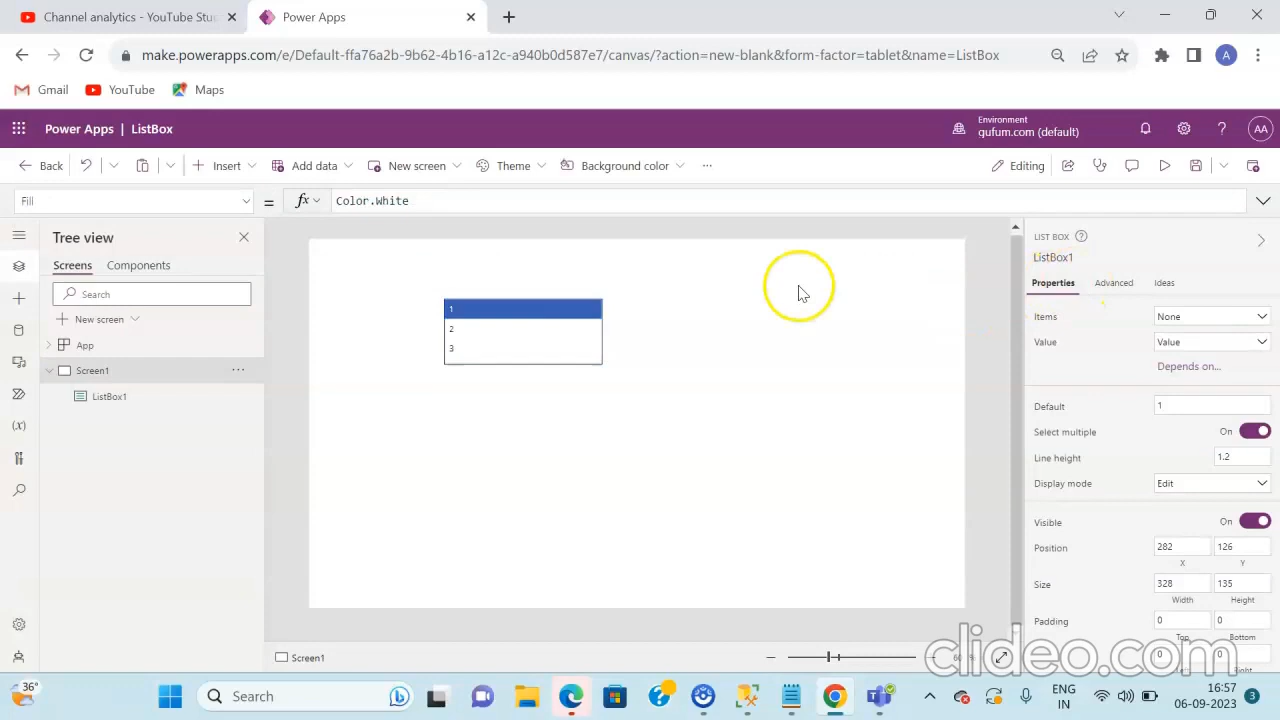 Channel analytics - YouTube Stu
Power Apps
make.powerapps.com/e/Default-ffa76a2b-9b62-4b16-a12c-a940b0d587e7/canvas/?action=new-blank&form-factor=tablet&name=ListBox
A
Gmail YouTube Maps
Power Apps | ListBox
Environment
qufum.com (default)
AA
Back Insert Add data New screen Theme Background color ··· Editing
Fill = fx Color.White
Tree view
Screens Components
Search
New screen
App
Screen1 ···
ListBox1
1
2
3
LIST BOX
ListBox1
Properties Advanced Ideas
Items None
Value Value
Depends on...
Default 1
Select multiple On
Line height 1.2
Display mode Edit
Visible On
Position 282 126
X Y
Size 328 135
Width Height
Padding 0 0
Top Bottom
0 0
Right
Screen1
clideo.com
36°
Search
ENG
IN
16:57
06-09-2023
3